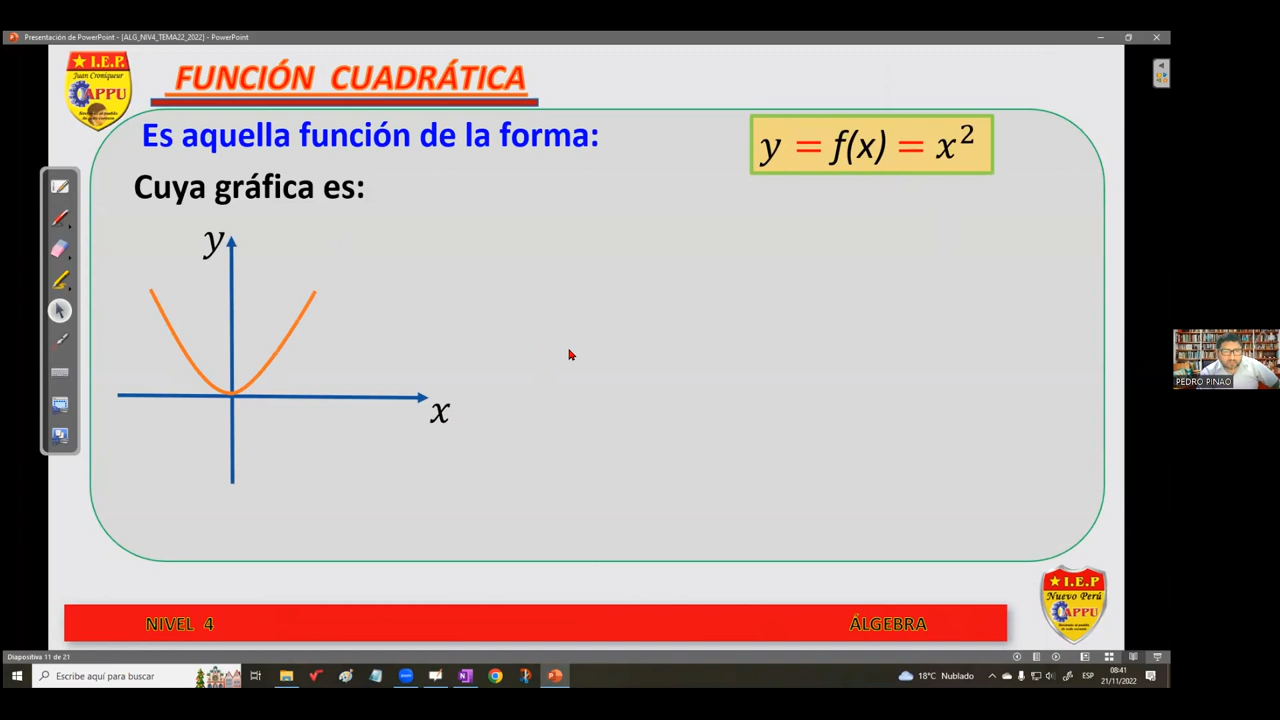 Presentación de PowerPoint - [ALG_NIV4_TEMA22_2022] - PowerPoint
I.E.P.
Juan Croniqueur
APPU
FUNCIÓN CUADRÁTICA
Es aquella función de la forma:
y = f(x) = x²
Cuya gráfica es:
y
x
PEDRO PINAO
I.E.P
Nuevo Perú
APPU
NIVEL 4
ÁLGEBRA
Diapositiva 11 de 21
Escribe aquí para buscar
18°C Nublado
ESP
08:41
21/11/2022